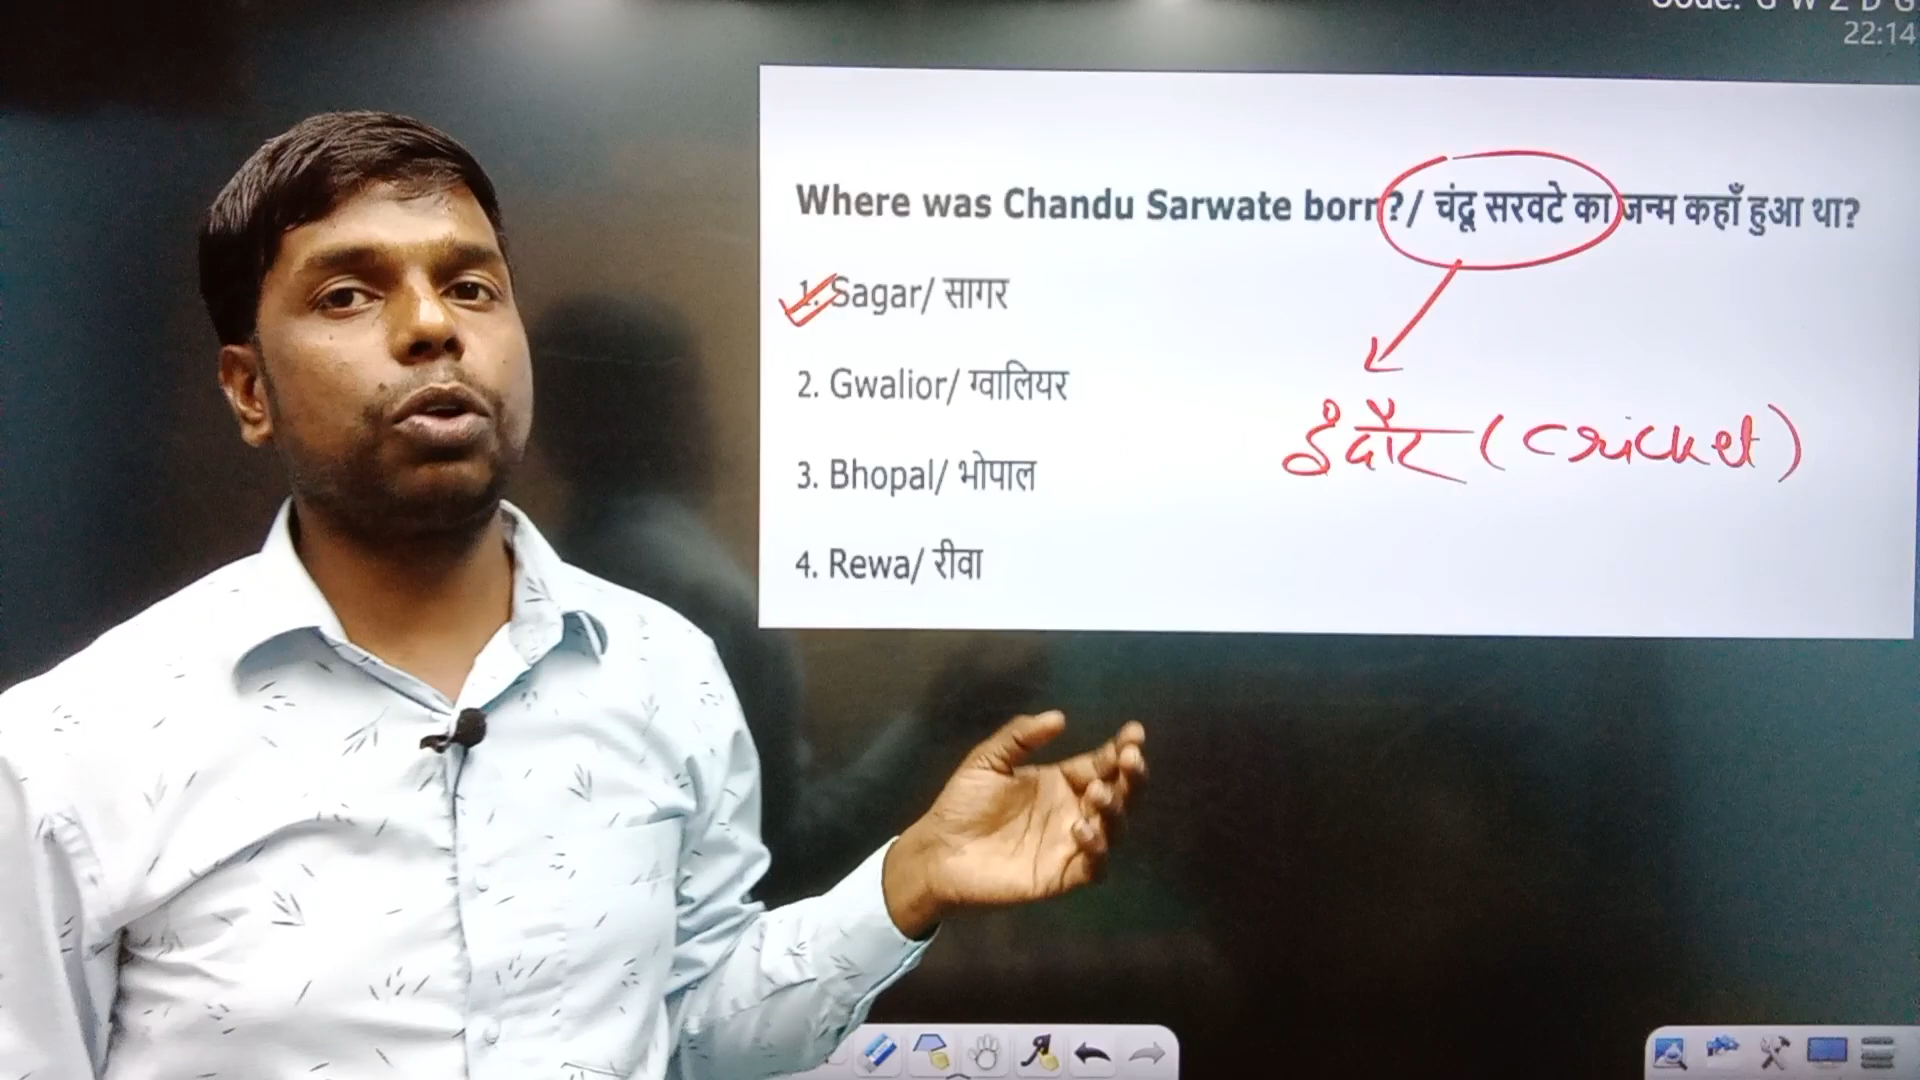 Code: G W Z D G
22:14
Where was Chandu Sarwate born?/ चंदू सरवटे का जन्म कहाँ हुआ था?
1. Sagar/ सागर
2. Gwalior/ ग्वालियर
3. Bhopal/ भोपाल
4. Rewa/ रीवा
इंदौर (Cricket)